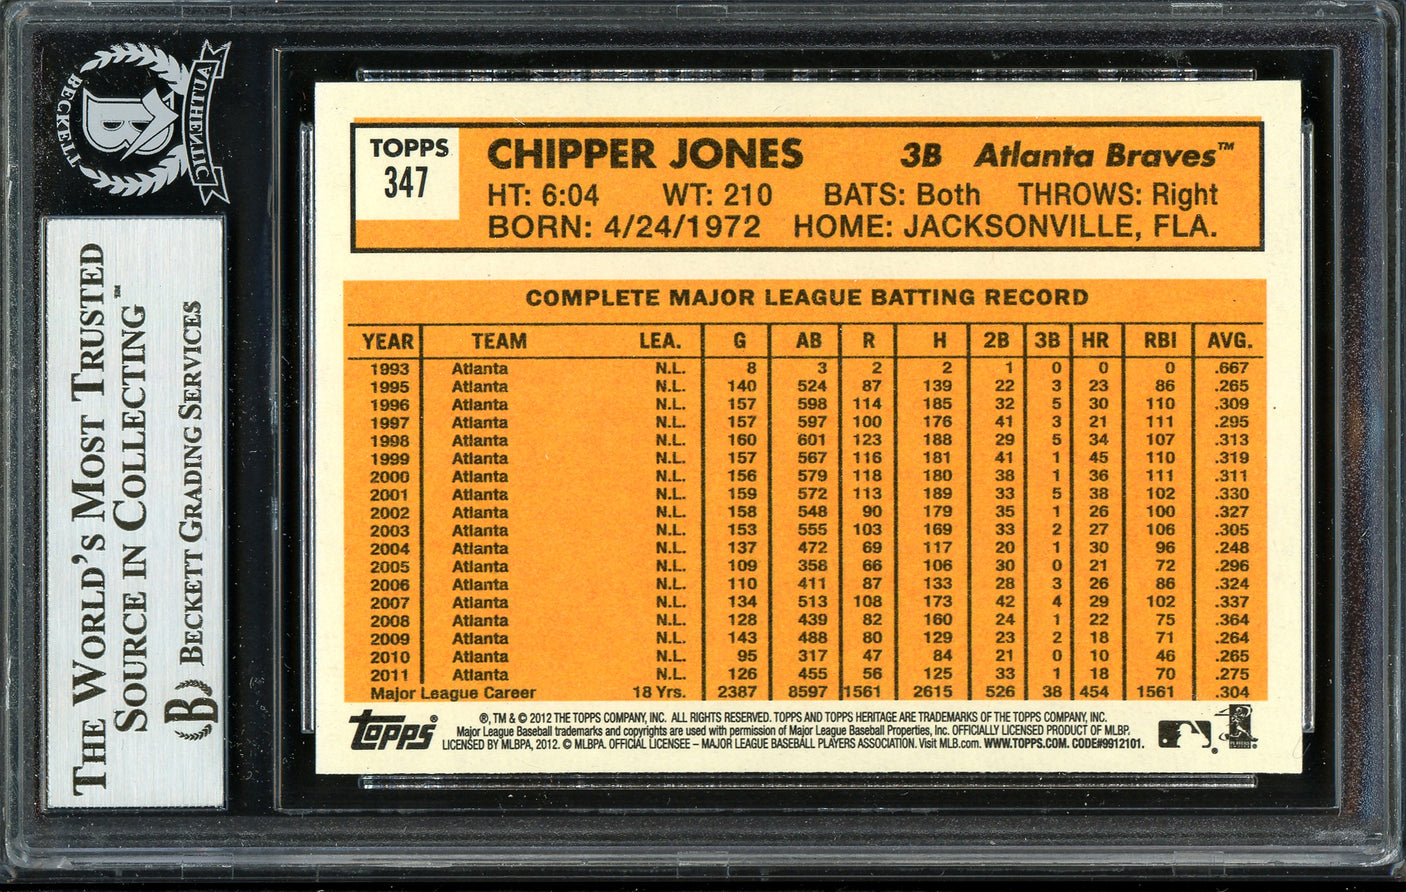 BECKETT
AUTHENTIC
THE WORLD'S MOST TRUSTED
SOURCE IN COLLECTING™
BECKETT GRADING SERVICES
TOPPS
347
CHIPPER JONES 3B Atlanta Braves™
HT: 6:04 WT: 210 BATS: Both THROWS: Right
BORN: 4/24/1972 HOME: JACKSONVILLE, FLA.
COMPLETE MAJOR LEAGUE BATTING RECORD
YEAR TEAM LEA. G AB R H 2B 3B HR RBI AVG.
1993 Atlanta N.L. 8 3 2 2 1 0 0 0 .667
1995 Atlanta N.L. 140 524 87 139 22 3 23 86 .265
1996 Atlanta N.L. 157 598 114 185 32 5 30 110 .309
1997 Atlanta N.L. 157 597 100 176 41 3 21 111 .295
1998 Atlanta N.L. 160 601 123 188 29 5 34 107 .313
1999 Atlanta N.L. 157 567 116 181 41 1 45 110 .319
2000 Atlanta N.L. 156 579 118 180 38 1 36 111 .311
2001 Atlanta N.L. 159 572 113 189 33 5 38 102 .330
2002 Atlanta N.L. 158 548 90 179 35 1 26 100 .327
2003 Atlanta N.L. 153 555 103 169 33 2 27 106 .305
2004 Atlanta N.L. 137 472 69 117 20 1 30 96 .248
2005 Atlanta N.L. 109 358 66 106 30 0 21 72 .296
2006 Atlanta N.L. 110 411 87 133 28 3 26 86 .324
2007 Atlanta N.L. 134 513 108 173 42 4 29 102 .337
2008 Atlanta N.L. 128 439 82 160 24 1 22 75 .364
2009 Atlanta N.L. 143 488 80 129 23 2 18 71 .264
2010 Atlanta N.L. 95 317 47 84 21 0 10 46 .265
2011 Atlanta N.L. 126 455 56 125 33 1 18 70 .275
Major League Career 18 Yrs. 2387 8597 1561 2615 526 38 454 1561 .304
topps®
®, TM & © 2012 THE TOPPS COMPANY, INC. ALL RIGHTS RESERVED. TOPPS AND TOPPS HERITAGE ARE TRADEMARKS OF THE TOPPS COMPANY, INC.
Major League Baseball trademarks and copyrights are used with permission of Major League Baseball Properties, Inc. OFFICIALLY LICENSED PRODUCT OF MLBP.
LICENSED BY MLBPA, 2012. © MLBPA. OFFICIAL LICENSEE – MAJOR LEAGUE BASEBALL PLAYERS ASSOCIATION. Visit MLB.com. WWW.TOPPS.COM. CODE#9912101.